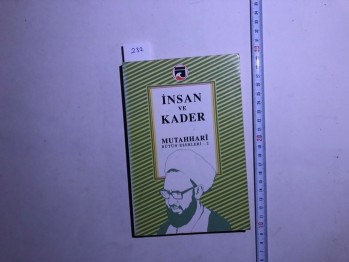 İNSAN
VE
KADER
MUTAHHARİ
BÜTÜN ESERLERİ : 2